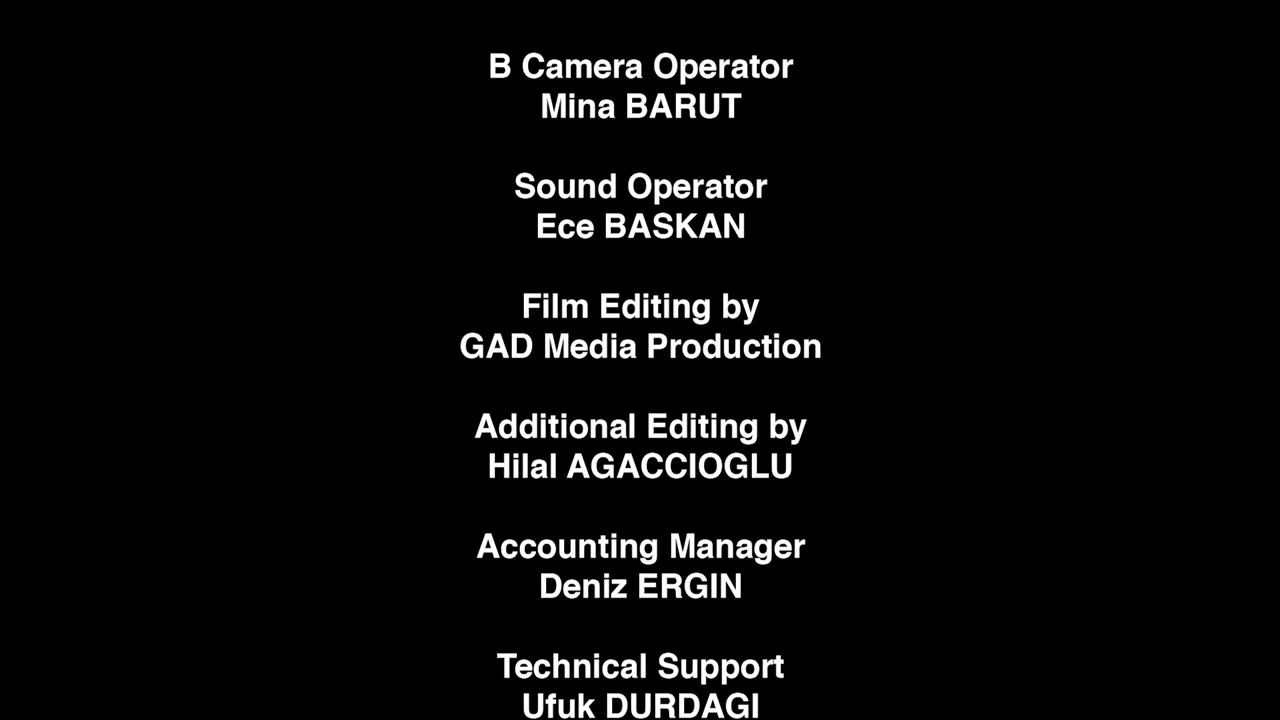 B Camera Operator
Mina BARUT
Sound Operator
Ece BASKAN
Film Editing by
GAD Media Production
Additional Editing by
Hilal AGACCIOGLU
Accounting Manager
Deniz ERGIN
Technical Support
Ufuk DURDAGI